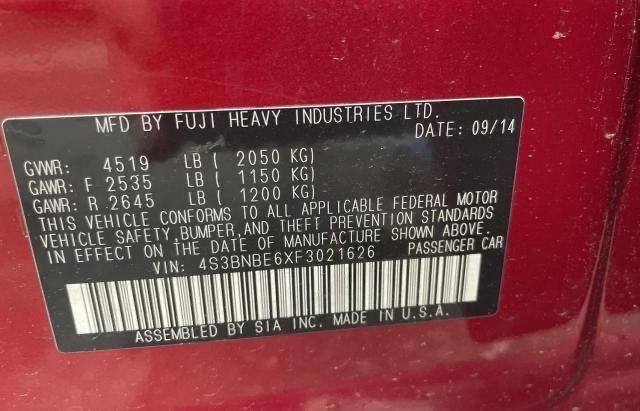 MFD BY FUJI HEAVY INDUSTRIES LTD.
DATE: 09/14
GVWR: 4519 LB ( 2050 KG)
GAWR: F 2535 LB ( 1150 KG)
GAWR: R 2645 LB ( 1200 KG)
THIS VEHICLE CONFORMS TO ALL APPLICABLE FEDERAL MOTOR
VEHICLE SAFETY, BUMPER, AND THEFT PREVENTION STANDARDS
IN EFFECT ON THE DATE OF MANUFACTURE SHOWN ABOVE.
VIN: 4S3BNBE6XF3021626 PASSENGER CAR
ASSEMBLED BY SIA INC. MADE IN U.S.A.